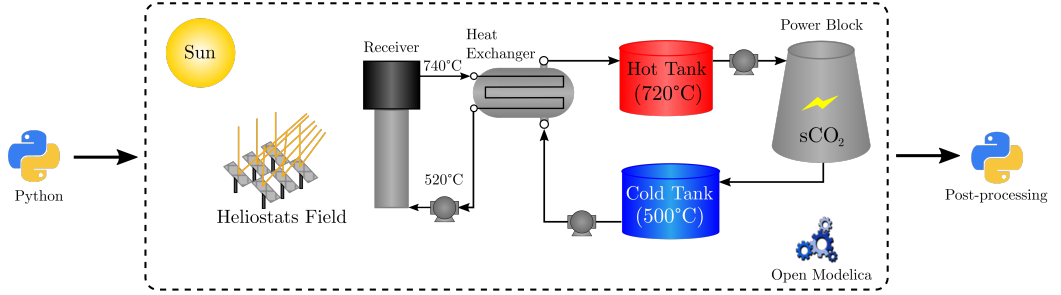 Python
Sun
Heliostats Field
Receiver
740°C
520°C
Heat
Exchanger
Hot Tank
(720°C)
Cold Tank
(500°C)
Power Block
sCO₂
Open Modelica
Post-processing